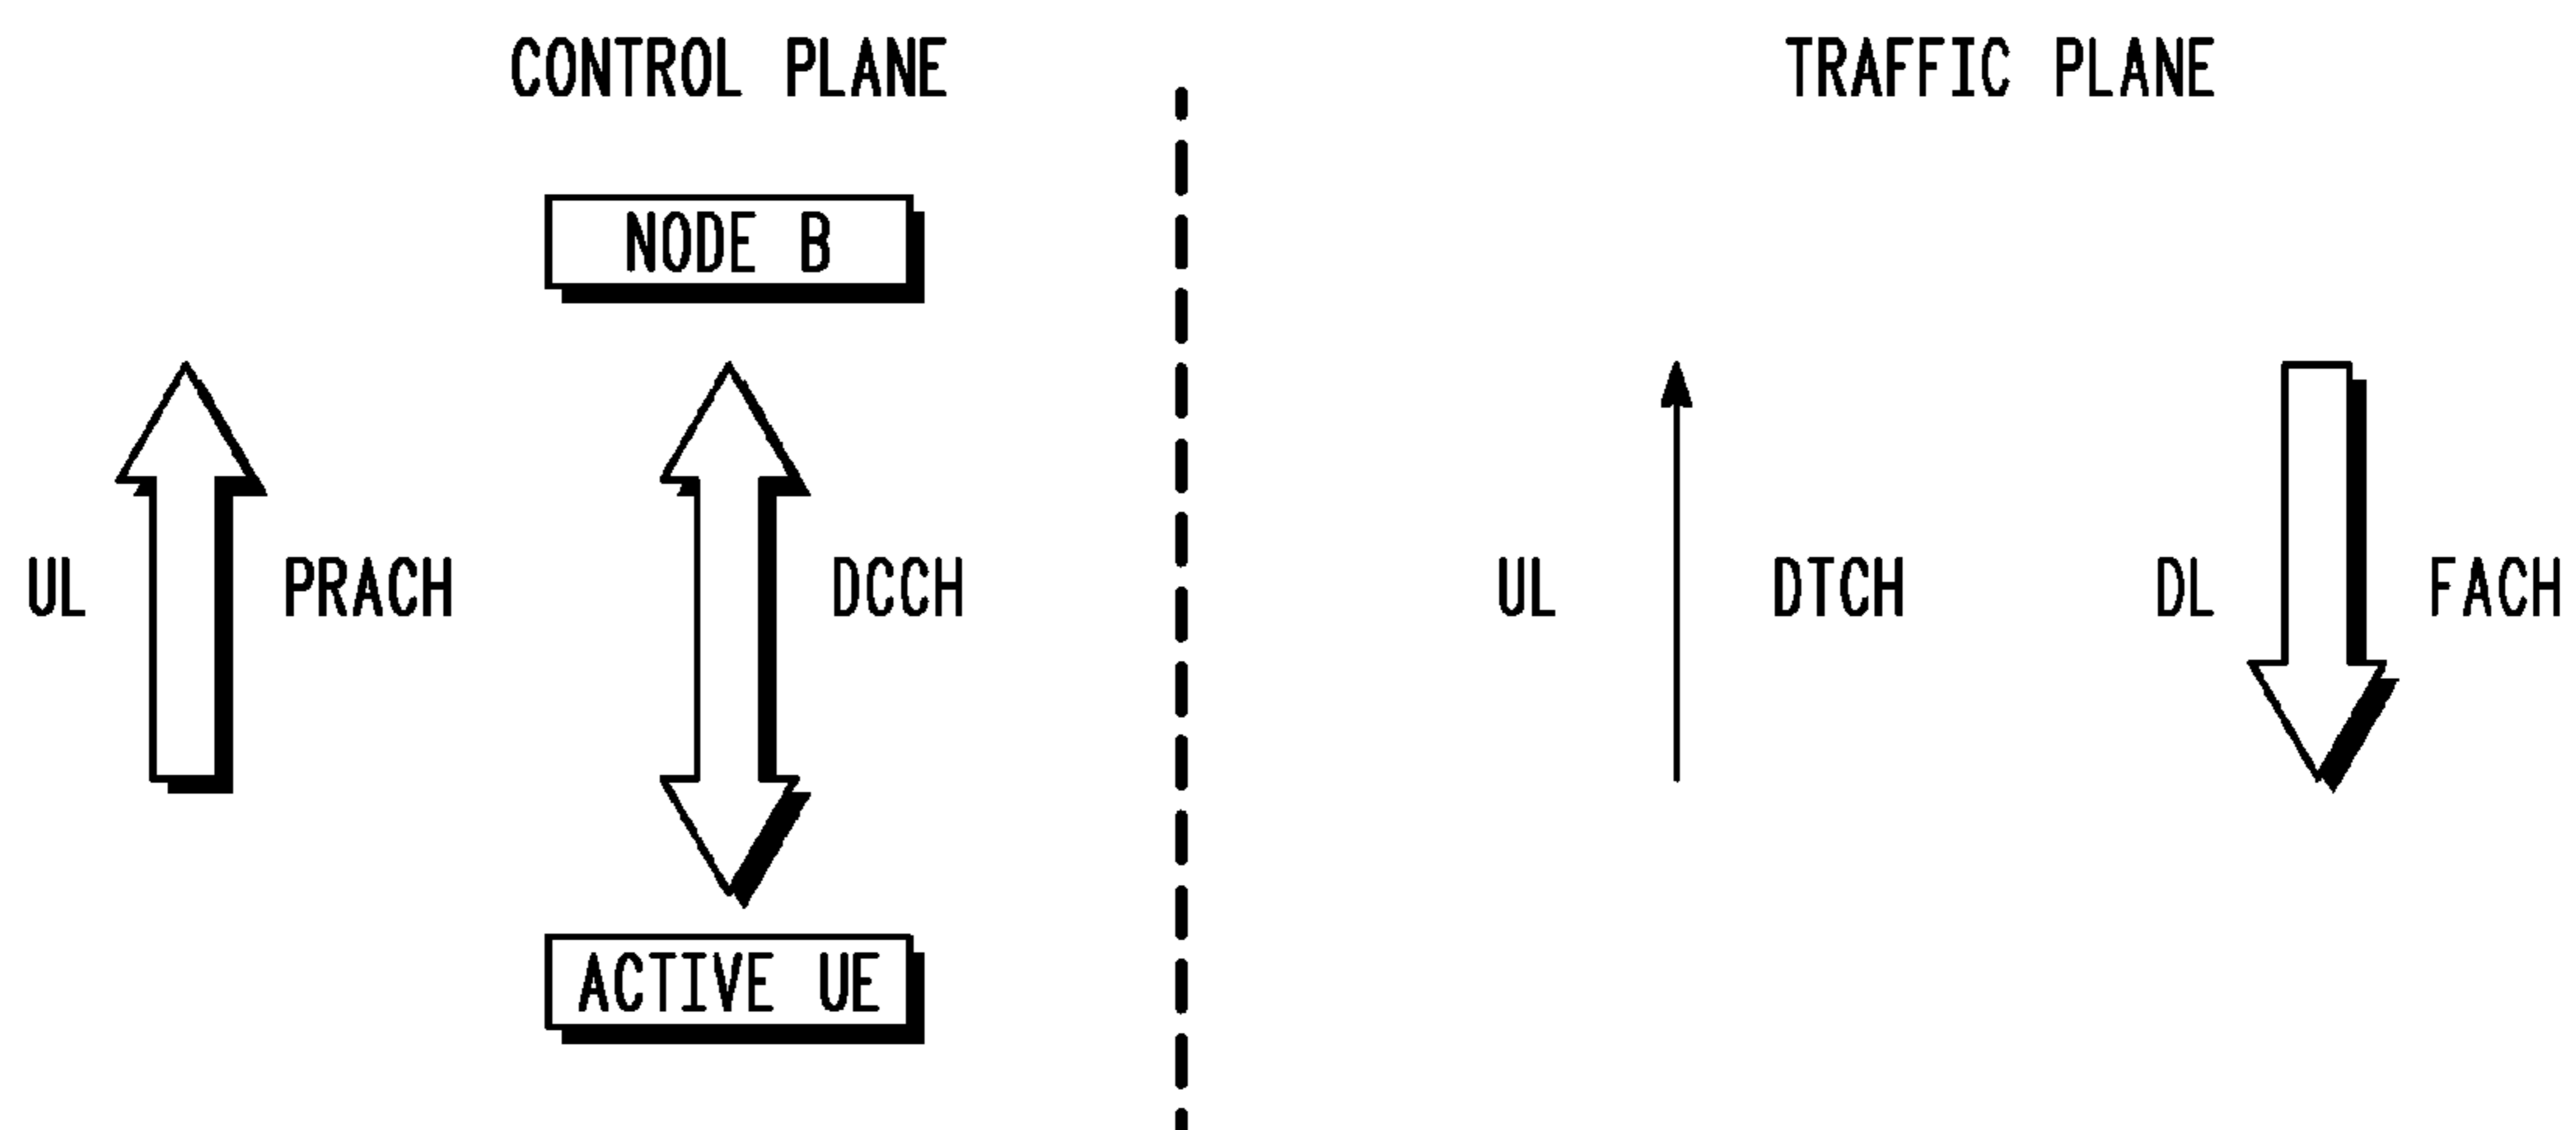 CONTROL PLANE
TRAFFIC PLANE
NODE B
UL
PRACH
DCCH
UL
DTCH
DL
FACH
ACTIVE UE